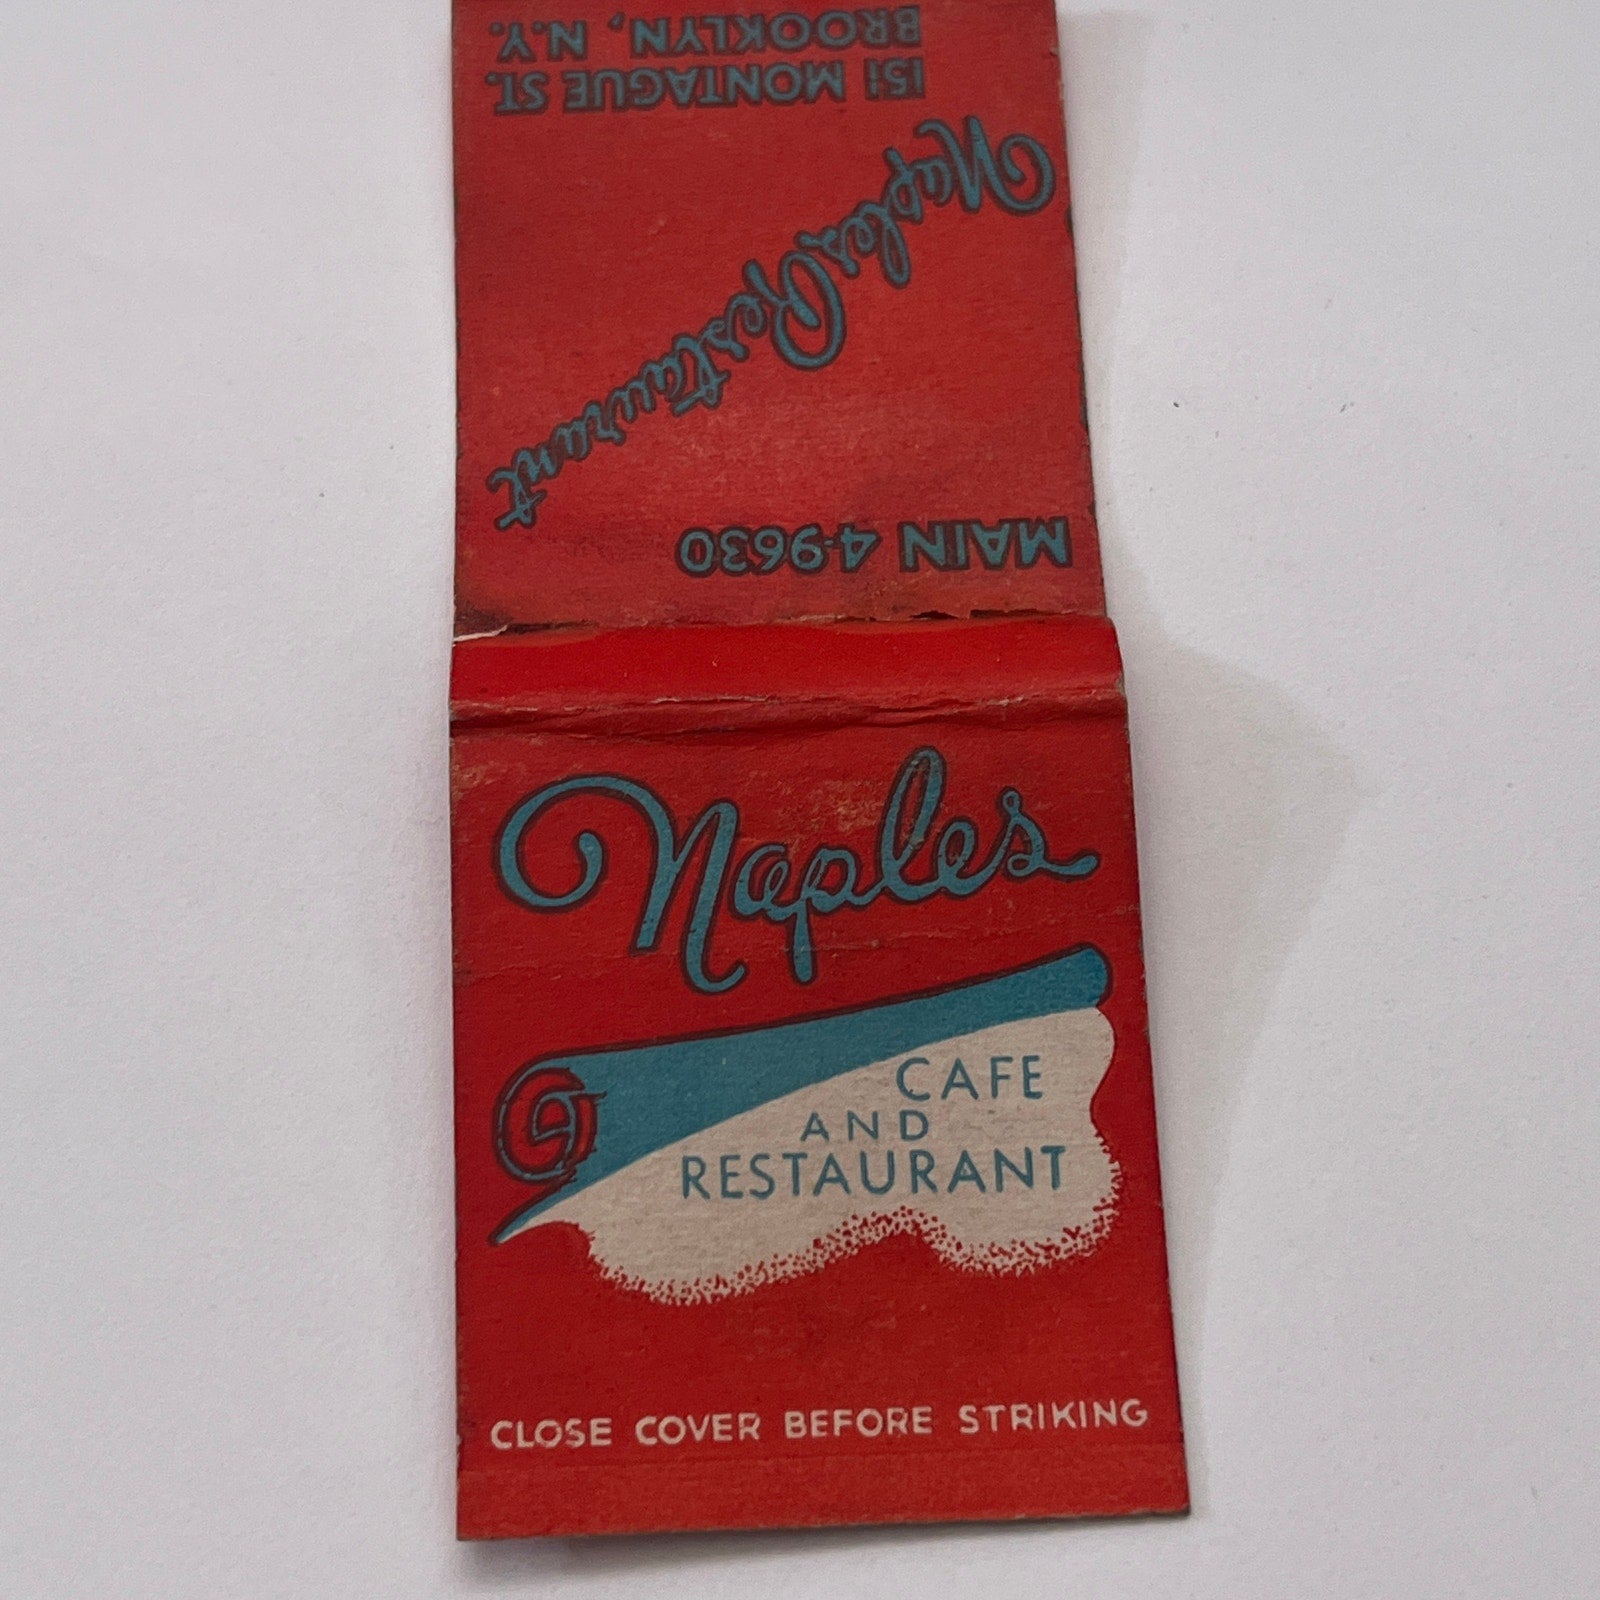 151 MONTAGUE ST.
BROOKLYN, N.Y.
Naples Restaurant
MAIN 4-9630
Naples
CAFE
AND
RESTAURANT
CLOSE COVER BEFORE STRIKING